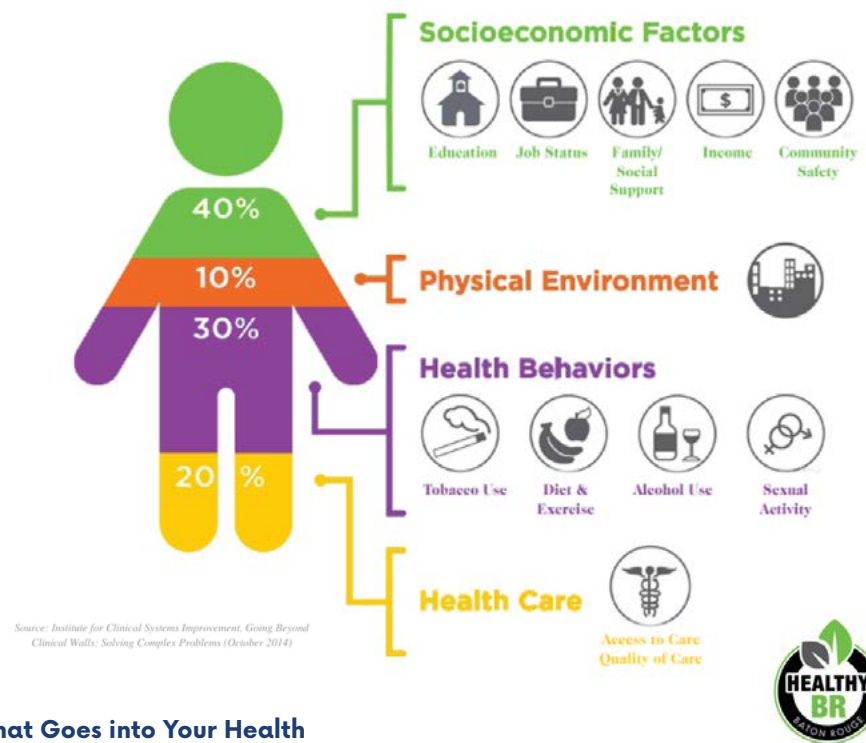 Socioeconomic Factors
Education
Job Status
Family/
Social
Support
Income
Community
Safety
40%
10%
Physical Environment
30%
Health Behaviors
Tobacco Use
Diet &
Exercise
Alcohol Use
Sexual
Activity
20 %
Health Care
Access to Care
Quality of Care
Source: Institute for Clinical Systems Improvement, Going Beyond
Clinical Walls: Solving Complex Problems (October 2014)
HEALTHY
BR
BATON ROUGE
hat Goes into Your Health